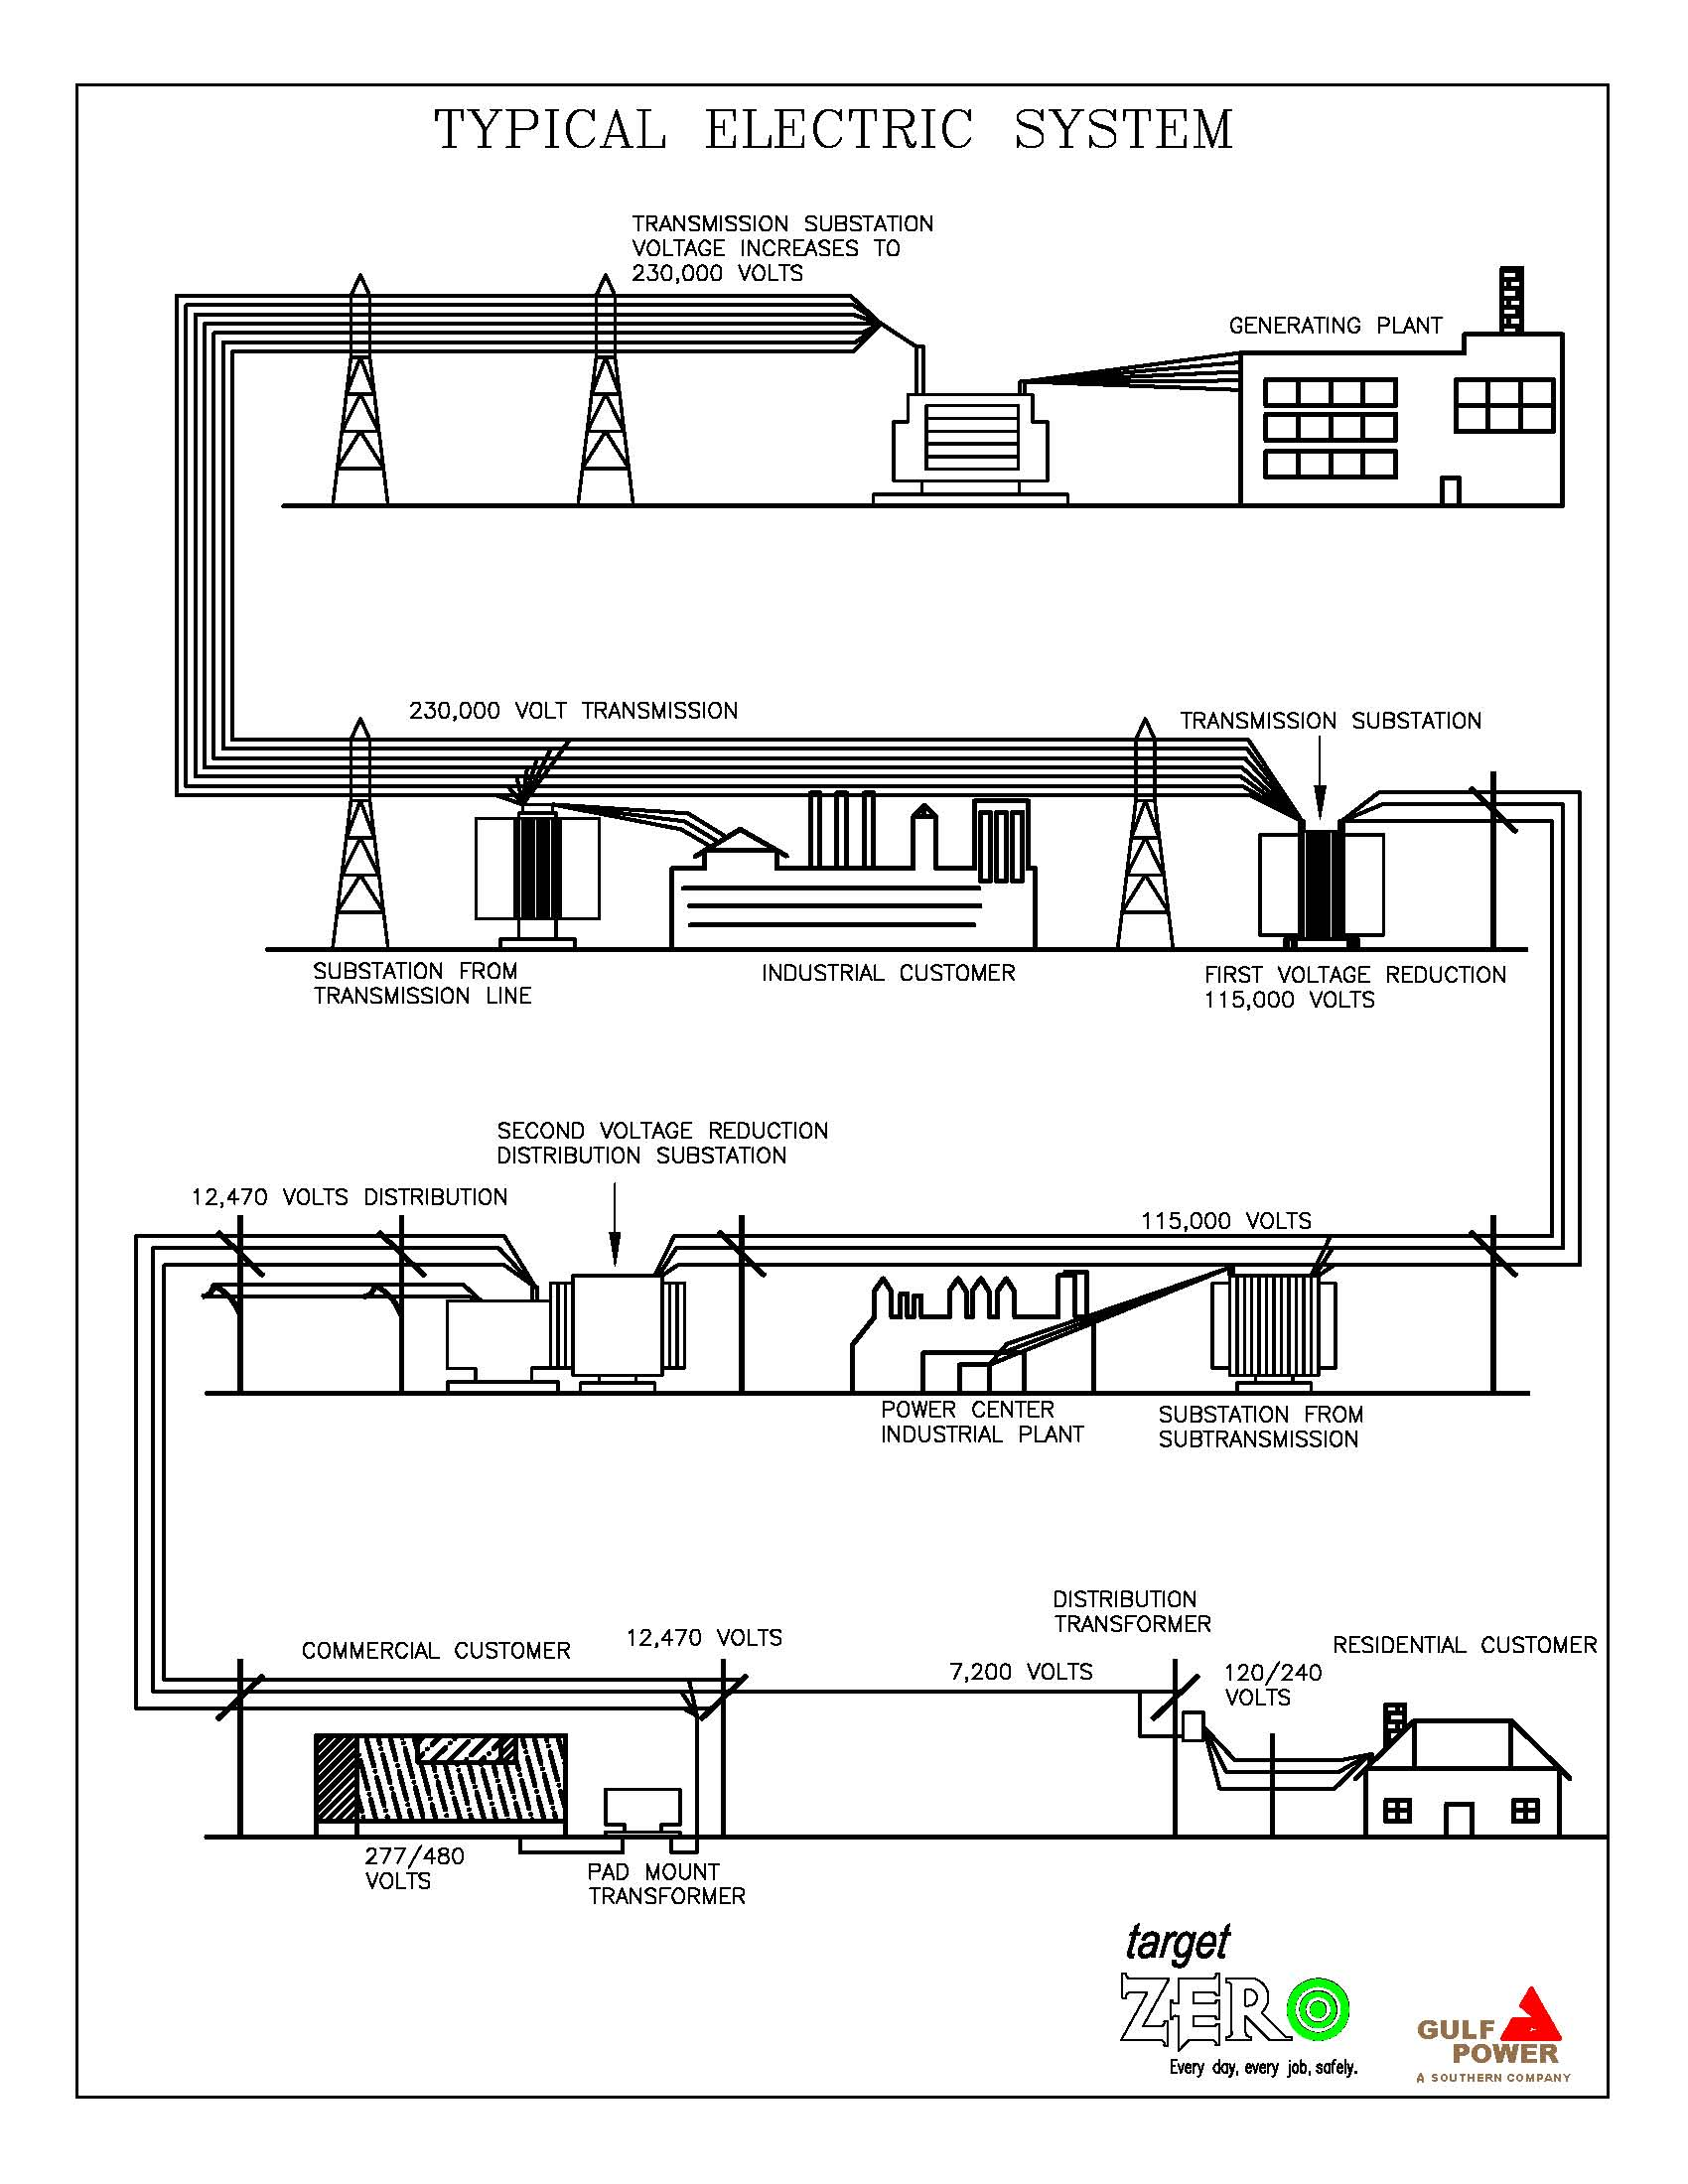 TYPICAL ELECTRIC SYSTEM
TRANSMISSION SUBSTATION
VOLTAGE INCREASES TO
230,000 VOLTS
GENERATING PLANT
230,000 VOLT TRANSMISSION
TRANSMISSION SUBSTATION
SUBSTATION FROM
TRANSMISSION LINE
INDUSTRIAL CUSTOMER
FIRST VOLTAGE REDUCTION
115,000 VOLTS
SECOND VOLTAGE REDUCTION
DISTRIBUTION SUBSTATION
12,470 VOLTS DISTRIBUTION
115,000 VOLTS
POWER CENTER
INDUSTRIAL PLANT
SUBSTATION FROM
SUBTRANSMISSION
COMMERCIAL CUSTOMER
12,470 VOLTS
7,200 VOLTS
DISTRIBUTION
TRANSFORMER
120/240
VOLTS
RESIDENTIAL CUSTOMER
277/480
VOLTS
PAD MOUNT
TRANSFORMER
target
ZERO
Every day, every job, safely.
GULF
POWER
A SOUTHERN COMPANY